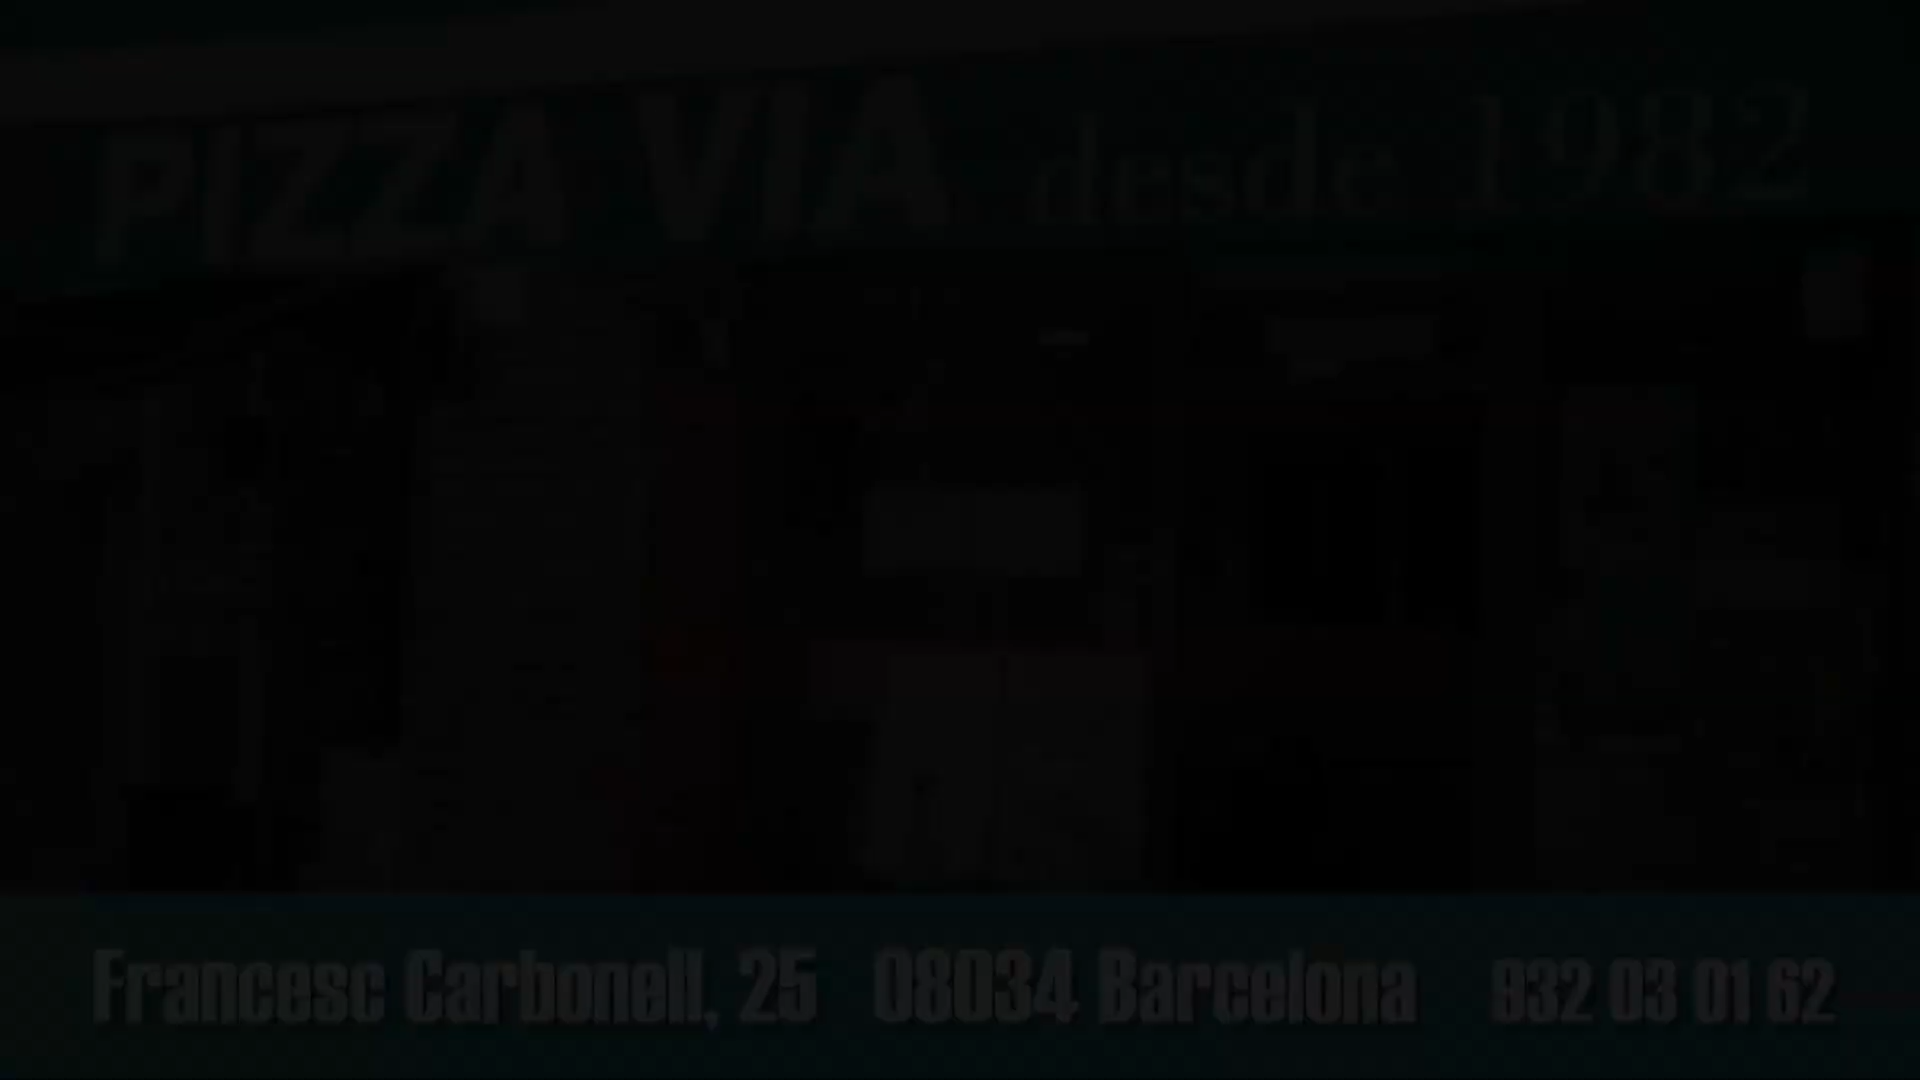 PIZZA VIA desde 1982
Francesc Carbonell, 25 08034 Barcelona 932 03 01 62